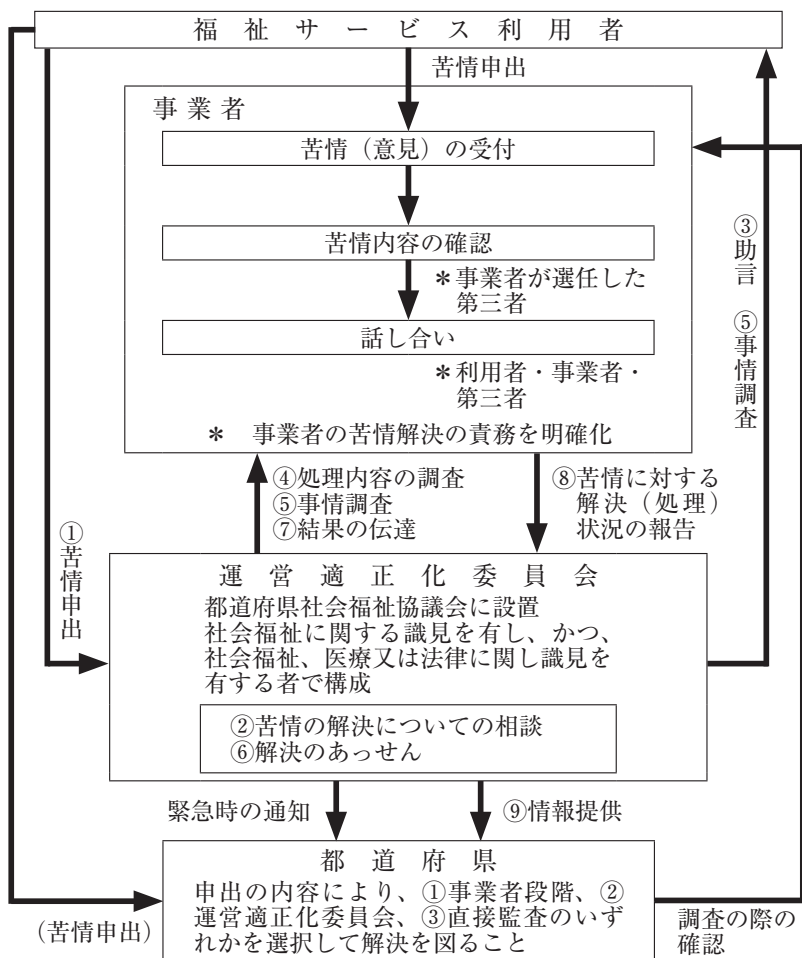 福祉サービス利用者
苦情申出
事業者
苦情（意見）の受付
苦情内容の確認
＊事業者が選任した
第三者
話し合い
＊利用者・事業者・
第三者
＊　事業者の苦情解決の責務を明確化
③助言　⑤事情調査
④処理内容の調査
⑤事情調査
⑦結果の伝達
⑧苦情に対する
解決（処理）
状況の報告
①苦情申出
運営適正化委員会
都道府県社会福祉協議会に設置
社会福祉に関する識見を有し、かつ、
社会福祉、医療又は法律に関し識見を
有する者で構成
②苦情の解決についての相談
⑥解決のあっせん
緊急時の通知
⑨情報提供
都道府県
申出の内容により、①事業者段階、②
運営適正化委員会、③直接監査のいず
れかを選択して解決を図ること
（苦情申出）
調査の際の
確認